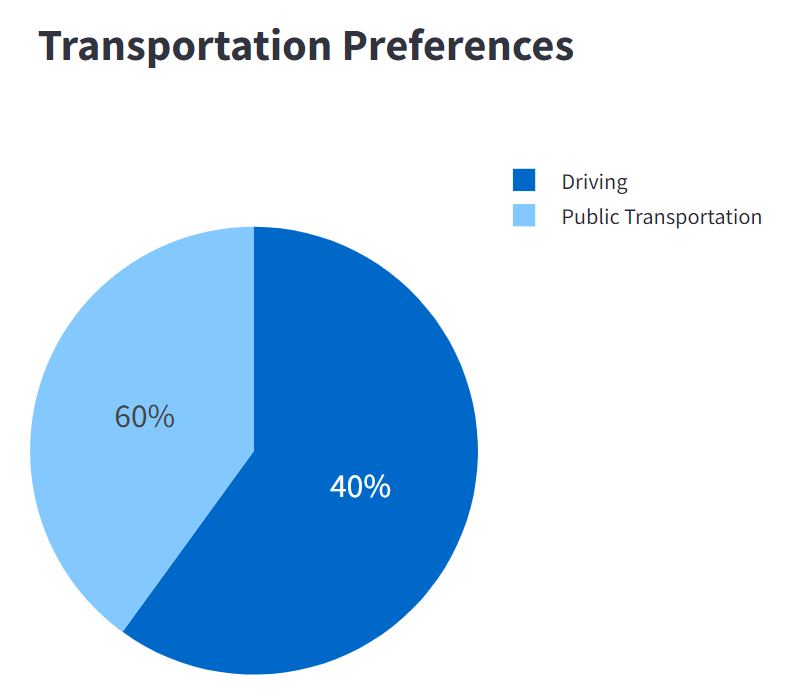 Transportation Preferences
Driving
Public Transportation
60%
40%